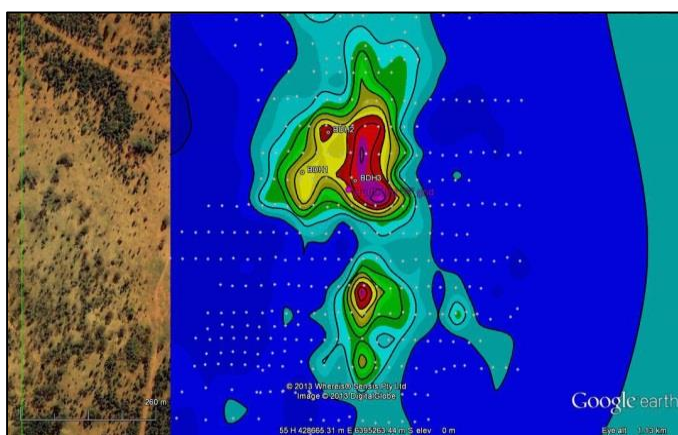 BDH2
BDH1
BDH3
© 2013 Whereis® Sensis Pty Ltd
Image © 2013 DigitalGlobe
Google earth
260 m
55 H 428665.31 m E 6395263.44 m S elev 0 m
Eye alt 1.13 km